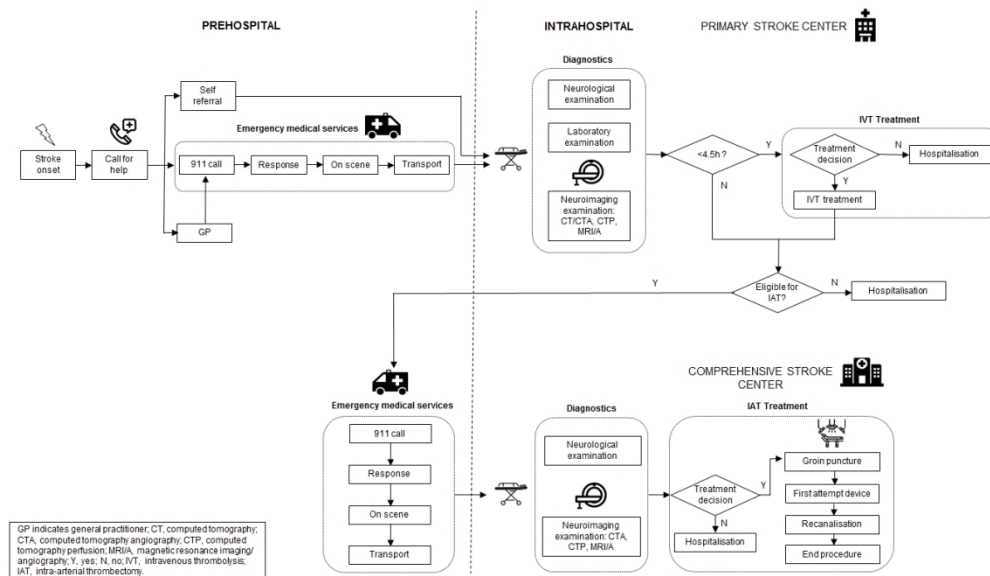 PREHOSPITAL
INTRAHOSPITAL
PRIMARY STROKE CENTER
Diagnostics
Neurological
examination
Laboratory
examination
Neuroimaging
examination:
CT/CTA, CTP,
MRI/A
Self
referral
Emergency medical services
Stroke
onset
Call for
help
911 call
Response
On scene
Transport
GP
<4.5h ?
Y
N
IVT Treatment
Treatment
decision
N
Hospitalisation
Y
IVT treatment
Eligible for
IAT?
Y
N
Hospitalisation
COMPREHENSIVE STROKE
CENTER
Emergency medical services
911 call
Response
On scene
Transport
Diagnostics
Neurological
examination
Neuroimaging
examination: CTA,
CTP, MRI/A
IAT Treatment
Treatment
decision
Y
N
Hospitalisation
Groin puncture
First attempt device
Recanalisation
End procedure
GP indicates general practitioner; CT, computed tomography;
CTA, computed tomography angiography; CTP, computed
tomography perfusion; MRI/A, magnetic resonance imaging/
angiography; Y, yes; N, no; IVT, intravenous thrombolysis;
IAT, intra-arterial thrombectomy.